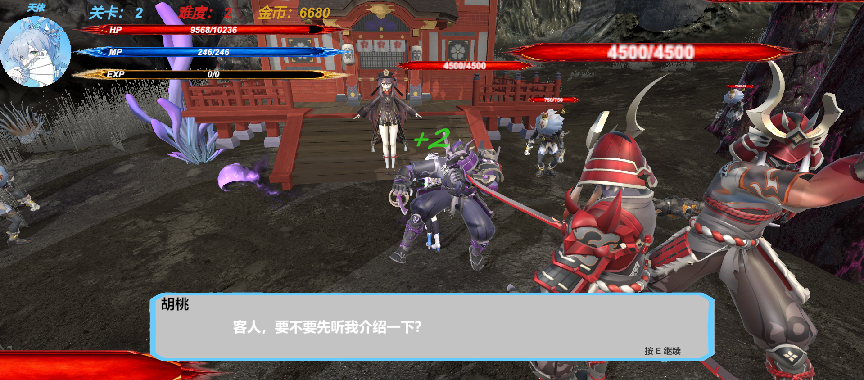 天依
关卡： 2 难度： 2 金币：6680
HP 9568/10236
MP 246/246
EXP 0/0
4500/4500
4500/4500
750/750
+2
胡桃
客人，要不要先听我介绍一下？
按 E 继续